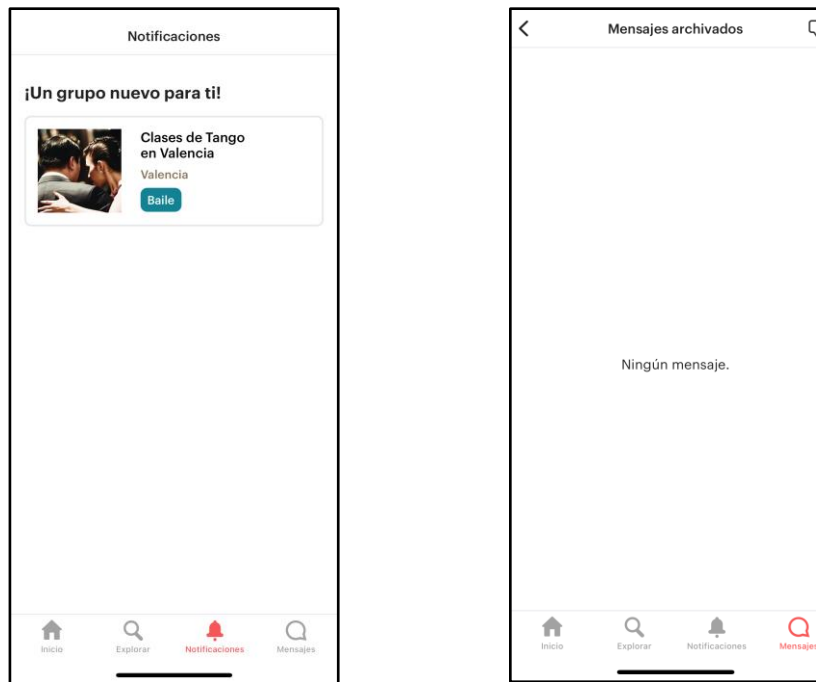 Notificaciones
¡Un grupo nuevo para ti!
Clases de Tango
en Valencia
Valencia
Baile
Inicio
Explorar
Notificaciones
Mensajes
Mensajes archivados
Ningún mensaje.
Inicio
Explorar
Notificaciones
Mensajes